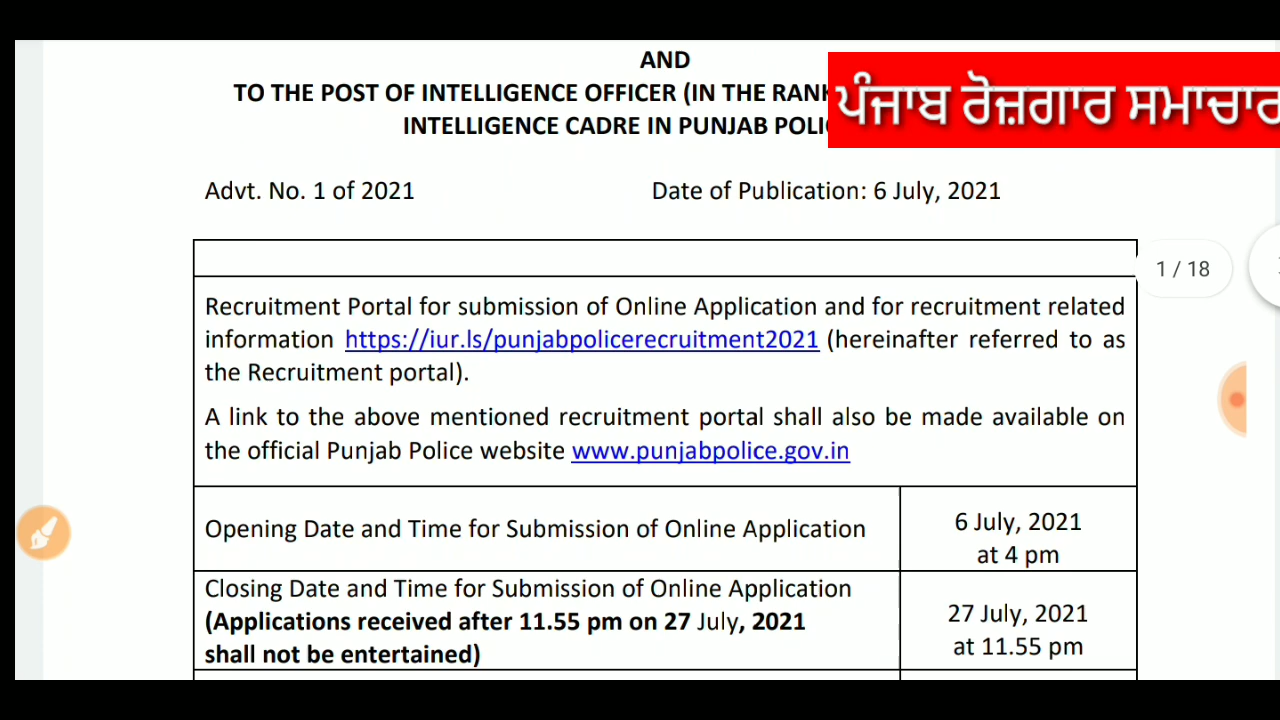 AND
TO THE POST OF INTELLIGENCE OFFICER (IN THE RANK
INTELLIGENCE CADRE IN PUNJAB
ਪੰਜਾਬ ਰੋਜ਼ਗਾਰ ਸਮਾਚਾਰ
Advt. No. 1 of 2021 Date of Publication: 6 July, 2021
1 / 18
Recruitment Portal for submission of Online Application and for recruitment related
information https://iur.ls/punjabpolicerecruitment2021 (hereinafter referred to as
the Recruitment portal).
A link to the above mentioned recruitment portal shall also be made available on
the official Punjab Police website www.punjabpolice.gov.in
Opening Date and Time for Submission of Online Application
6 July, 2021
at 4 pm
Closing Date and Time for Submission of Online Application
(Applications received after 11.55 pm on 27 July, 2021
shall not be entertained)
27 July, 2021
at 11.55 pm